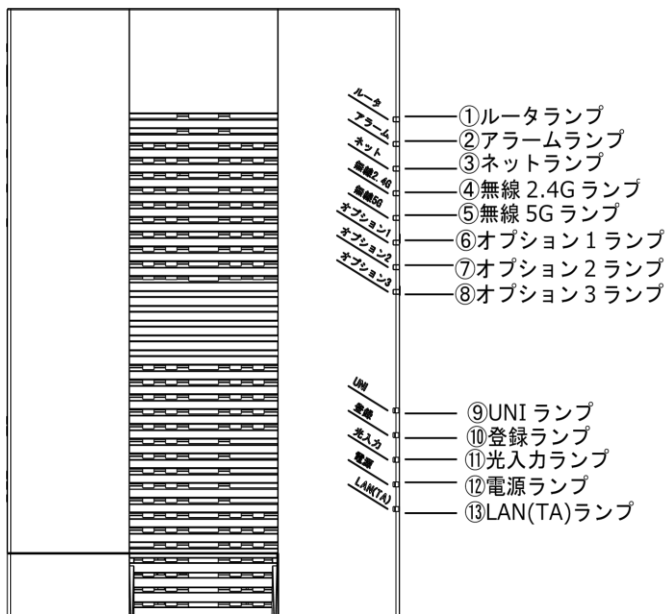 ルータ
アラーム
ネット
無線2.4G
無線5G
オプション1
オプション2
オプション3
①ルータランプ
②アラームランプ
③ネットランプ
④無線 2.4G ランプ
⑤無線 5G ランプ
⑥オプション 1 ランプ
⑦オプション 2 ランプ
⑧オプション 3 ランプ
UNI
登録
光入力
電源
LAN(TA)
⑨UNI ランプ
⑩登録ランプ
⑪光入力ランプ
⑫電源ランプ
⑬LAN(TA)ランプ